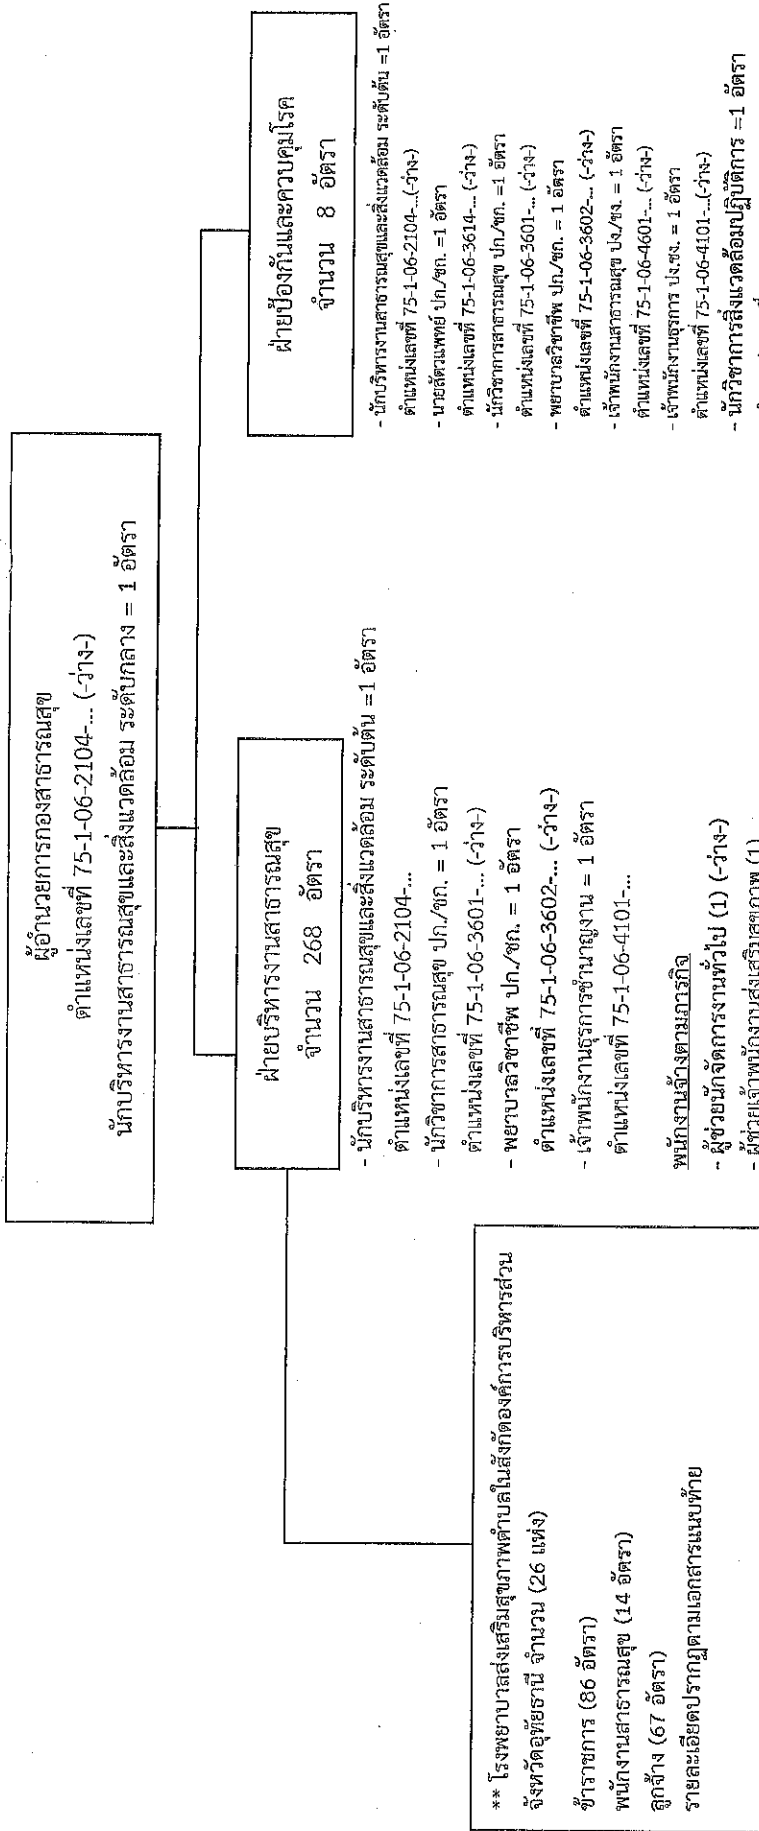 ผู้อำนวยการกองสาธารณสุข
ตำแหน่งเลขที่ 75-1-06-2104-... (-ว่าง-)
นักบริหารงานสาธารณสุขและสิ่งแวดล้อม ระดับกลาง = 1 อัตรา
ฝ่ายบริหารงานสาธารณสุข
จำนวน 268 อัตรา
- นักบริหารงานสาธารณสุขและสิ่งแวดล้อม ระดับต้น =1 อัตรา
ตำแหน่งเลขที่ 75-1-06-2104-...
- นักวิชาการสาธารณสุข ปก./ชก. = 1 อัตรา
ตำแหน่งเลขที่ 75-1-06-3601-... (-ว่าง-)
- พยาบาลวิชาชีพ ปก./ชก. = 1 อัตรา
ตำแหน่งเลขที่ 75-1-06-3602-... (-ว่าง-)
- เจ้าพนักงานธุรการชำนาญงาน = 1 อัตรา
ตำแหน่งเลขที่ 75-1-06-4101-...
พนักงานจ้างตามภารกิจ
- ผู้ช่วยนักจัดการงานทั่วไป (1) (-ว่าง-)
- ผู้ช่วยเจ้าพนักงานส่งเสริมสุขภาพ (1)
ฝ่ายป้องกันและควบคุมโรค
จำนวน 8 อัตรา
- นักบริหารงานสาธารณสุขและสิ่งแวดล้อม ระดับต้น =1 อัตรา
ตำแหน่งเลขที่ 75-1-06-2104-...(-ว่าง-)
- นายสัตวแพทย์ ปก./ชก. =1 อัตรา
ตำแหน่งเลขที่ 75-1-06-3614-... (-ว่าง-)
- นักวิชาการสาธารณสุข ปก./ชก. =1 อัตรา
ตำแหน่งเลขที่ 75-1-06-3601-... (-ว่าง-)
- พยาบาลวิชาชีพ ปก./ชก. = 1 อัตรา
ตำแหน่งเลขที่ 75-1-06-3602-... (-ว่าง-)
- เจ้าพนักงานสาธารณสุข ปง./ชง. = 1 อัตรา
ตำแหน่งเลขที่ 75-1-06-4601-... (-ว่าง-)
- เจ้าพนักงานธุรการ ปง.ชง. = 1 อัตรา
ตำแหน่งเลขที่ 75-1-06-4101-...(-ว่าง-)
- นักวิชาการสิ่งแวดล้อมปฏิบัติการ =1 อัตรา
** โรงพยาบาลส่งเสริมสุขภาพตำบลในสังกัดองค์การบริหารส่วน
จังหวัดอุทัยธานี จำนวน (26 แห่ง)
ข้าราชการ (86 อัตรา)
พนักงานสาธารณสุข (14 อัตรา)
ลูกจ้าง (67 อัตรา)
รายละเอียดปรากฏตามเอกสารแนบท้าย